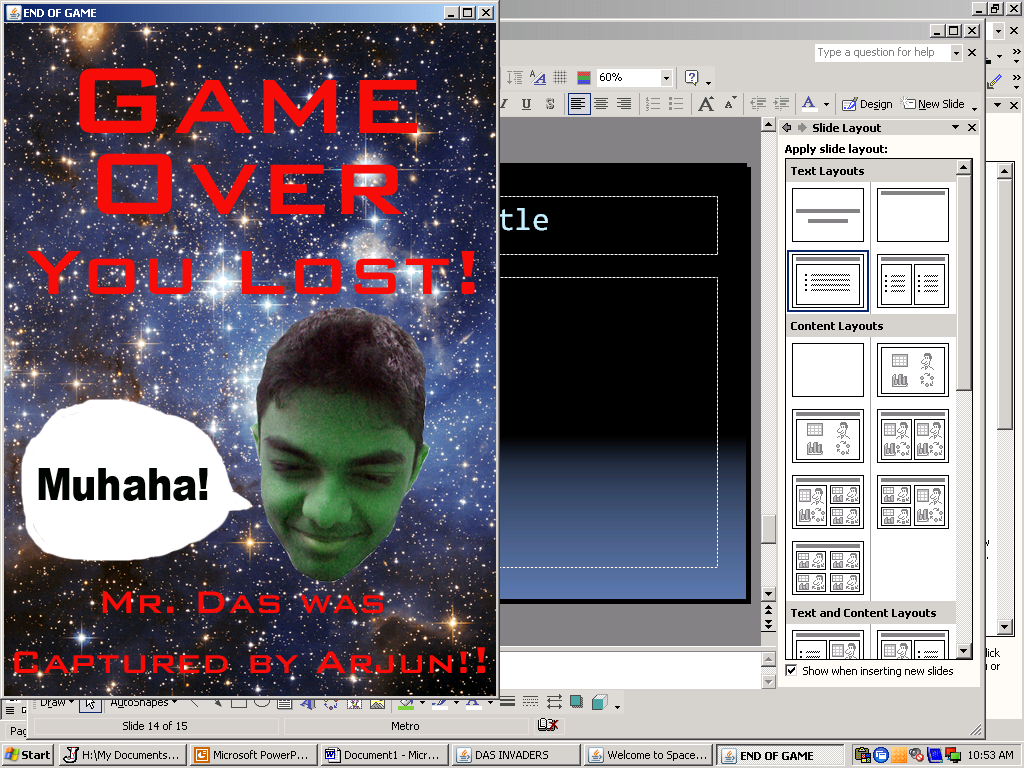 END OF GAME
Game
Over
You Lost!
Muhaha!
Mr. Das was
Captured by Arjun!!
Type a question for help
60%
Design
New Slide
tle
Slide Layout
Apply slide layout:
Text Layouts
Content Layouts
Text and Content Layouts
Show when inserting new slides
Draw
AutoShapes
Slide 14 of 15
Metro
Start
H:\My Documents...
Microsoft PowerP...
Document1 - Micr...
DAS INVADERS
Welcome to Space...
END OF GAME
10:53 AM